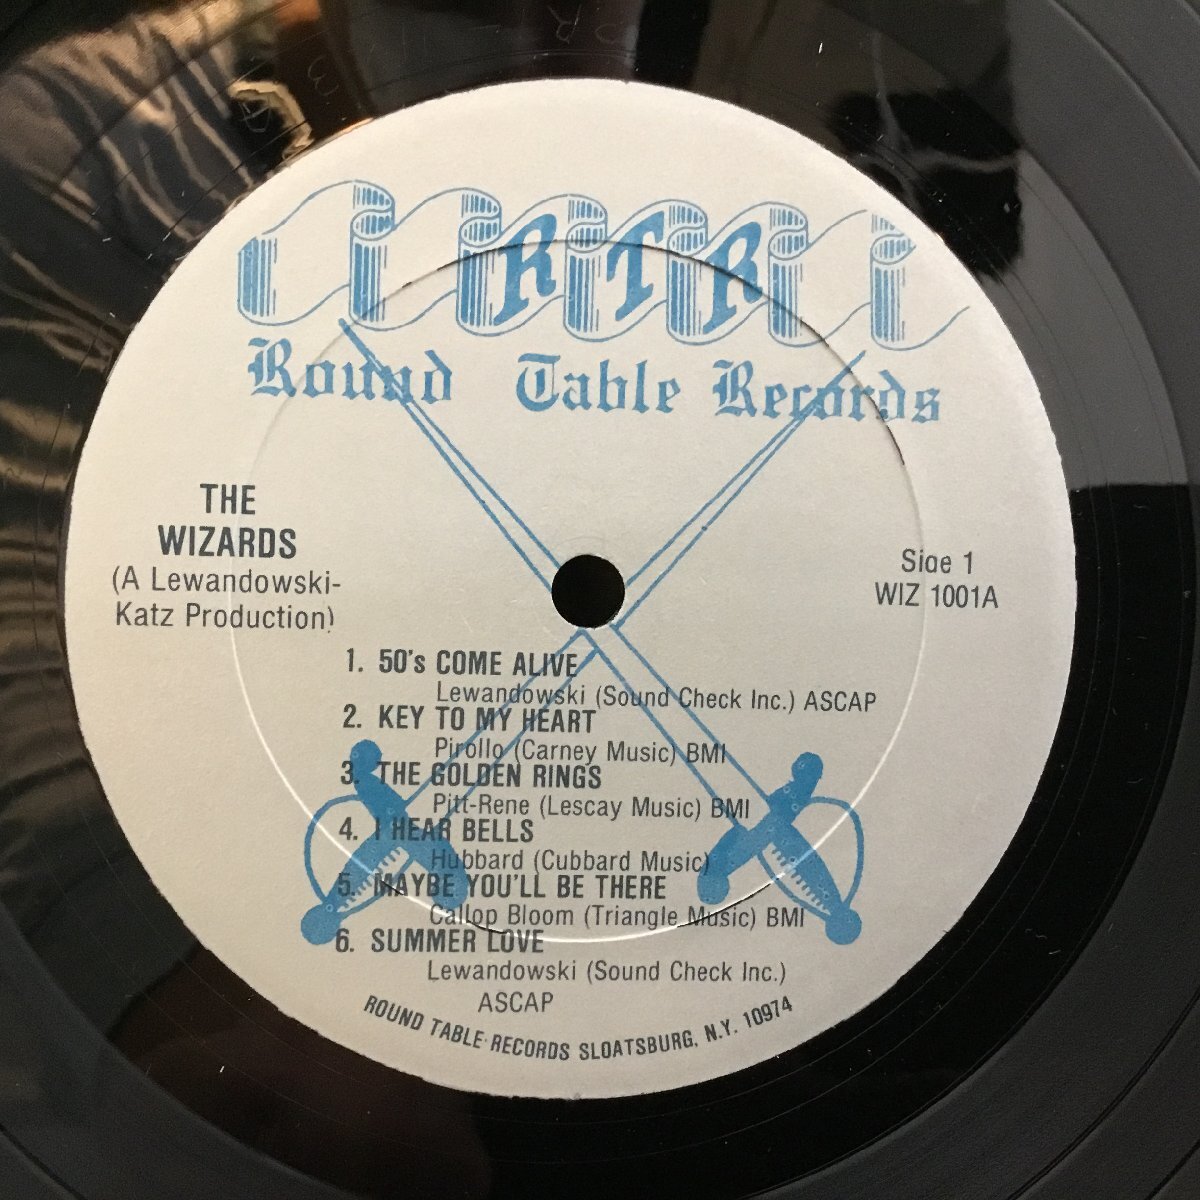 RTR
Round Table Records
THE
WIZARDS
(A Lewandowski-
Katz Production)
Side 1
WIZ 1001A
1. 50's COME ALIVE
Lewandowski (Sound Check Inc.) ASCAP
2. KEY TO MY HEART
Pirollo (Carney Music) BMI
3. THE GOLDEN RINGS
Pitt-Rene (Lescay Music) BMI
4. I HEAR BELLS
Hubbard (Cubbard Music)
5. MAYBE YOU'LL BE THERE
Callop Bloom (Triangle Music) BMI
6. SUMMER LOVE
Lewandowski (Sound Check Inc.)
ASCAP
ROUND TABLE RECORDS SLOATSBURG, N.Y. 10974